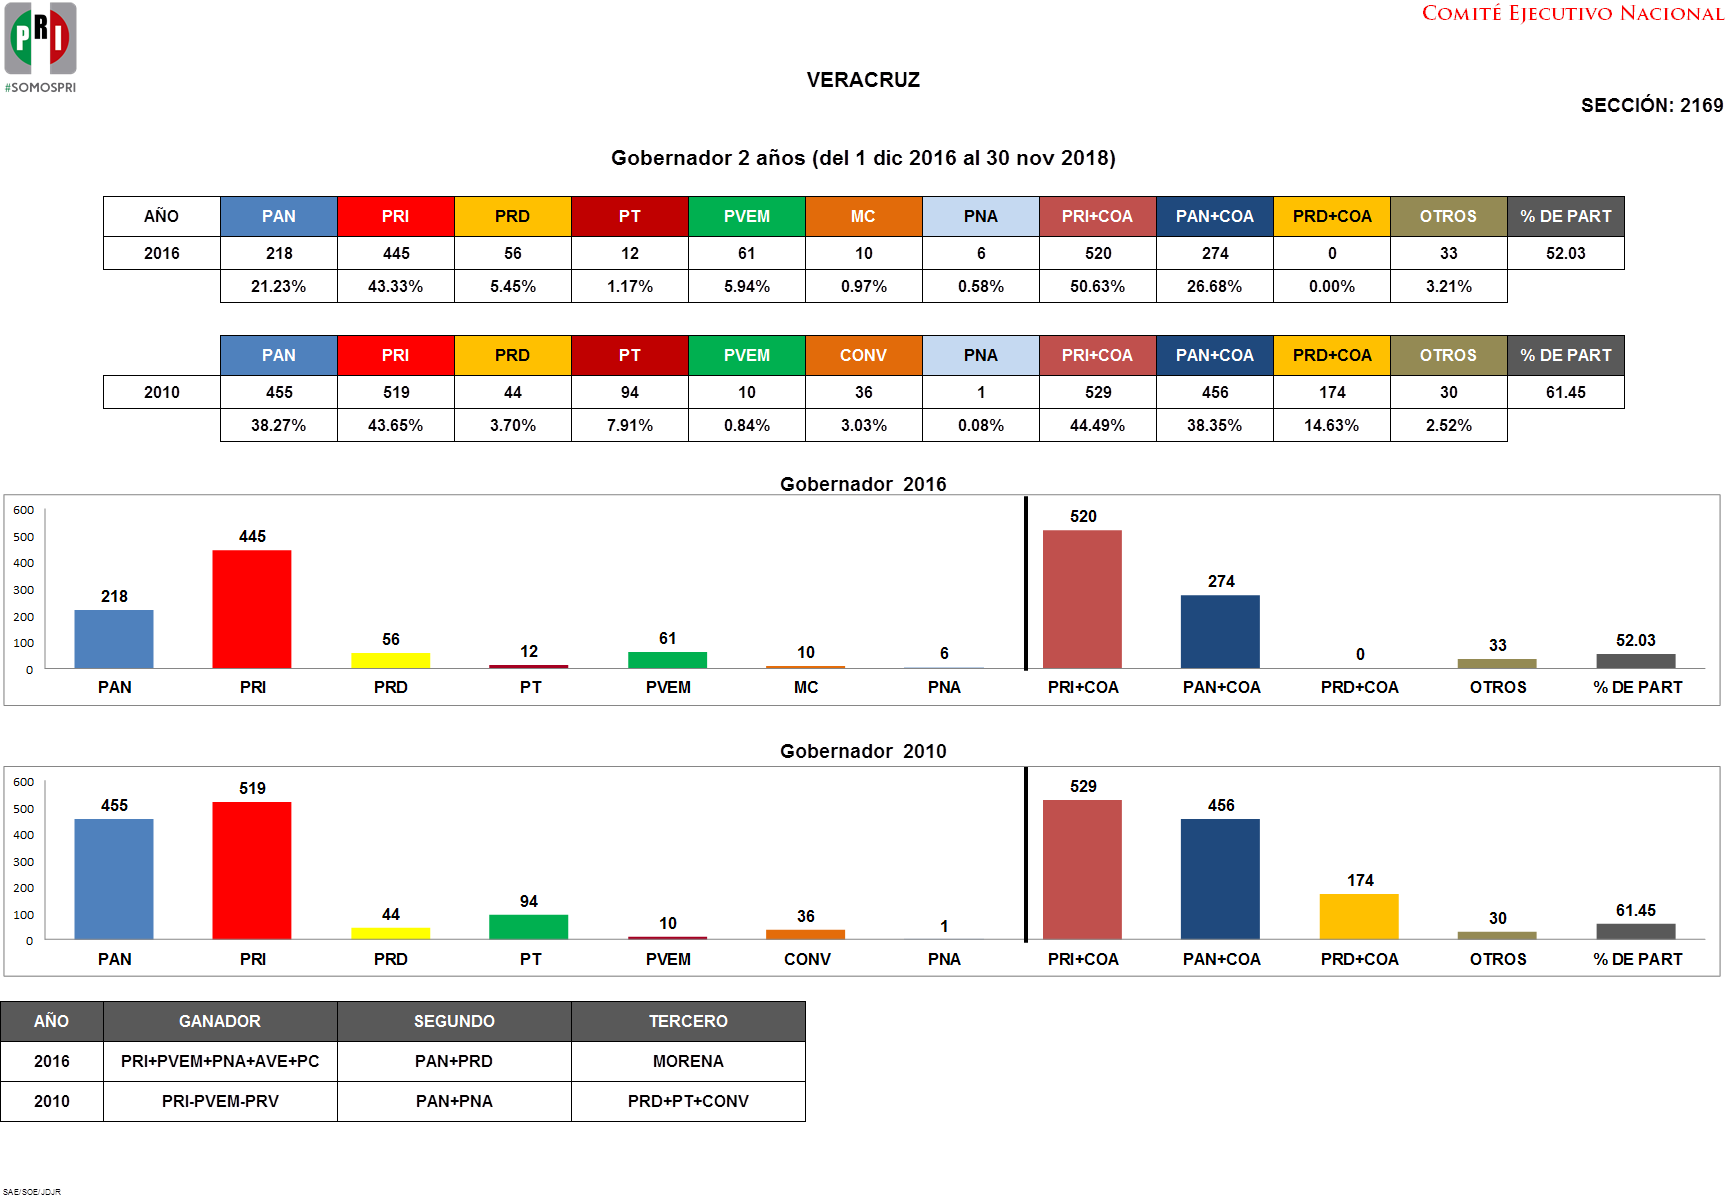 PRI
#SOMOSPRI
COMITÉ EJECUTIVO NACIONAL
VERACRUZ
SECCIÓN: 2169
Gobernador 2 años (del 1 dic 2016 al 30 nov 2018)
AÑO PAN PRI PRD PT PVEM MC PNA PRI+COA PAN+COA PRD+COA OTROS % DE PART
2016 218 445 56 12 61 10 6 520 274 0 33 52.03
21.23% 43.33% 5.45% 1.17% 5.94% 0.97% 0.58% 50.63% 26.68% 0.00% 3.21%
PAN PRI PRD PT PVEM CONV PNA PRI+COA PAN+COA PRD+COA OTROS % DE PART
2010 455 519 44 94 10 36 1 529 456 174 30 61.45
38.27% 43.65% 3.70% 7.91% 0.84% 3.03% 0.08% 44.49% 38.35% 14.63% 2.52%
Gobernador 2016
600
500
400
300
200
100
0
218 445 56 12 61 10 6 520 274 0 33 52.03
PAN PRI PRD PT PVEM MC PNA PRI+COA PAN+COA PRD+COA OTROS % DE PART
Gobernador 2010
600
500
400
300
200
100
0
455 519 44 94 10 36 1 529 456 174 30 61.45
PAN PRI PRD PT PVEM CONV PNA PRI+COA PAN+COA PRD+COA OTROS % DE PART
AÑO GANADOR SEGUNDO TERCERO
2016 PRI+PVEM+PNA+AVE+PC PAN+PRD MORENA
2010 PRI-PVEM-PRV PAN+PNA PRD+PT+CONV
SAE/SOE/JDJR